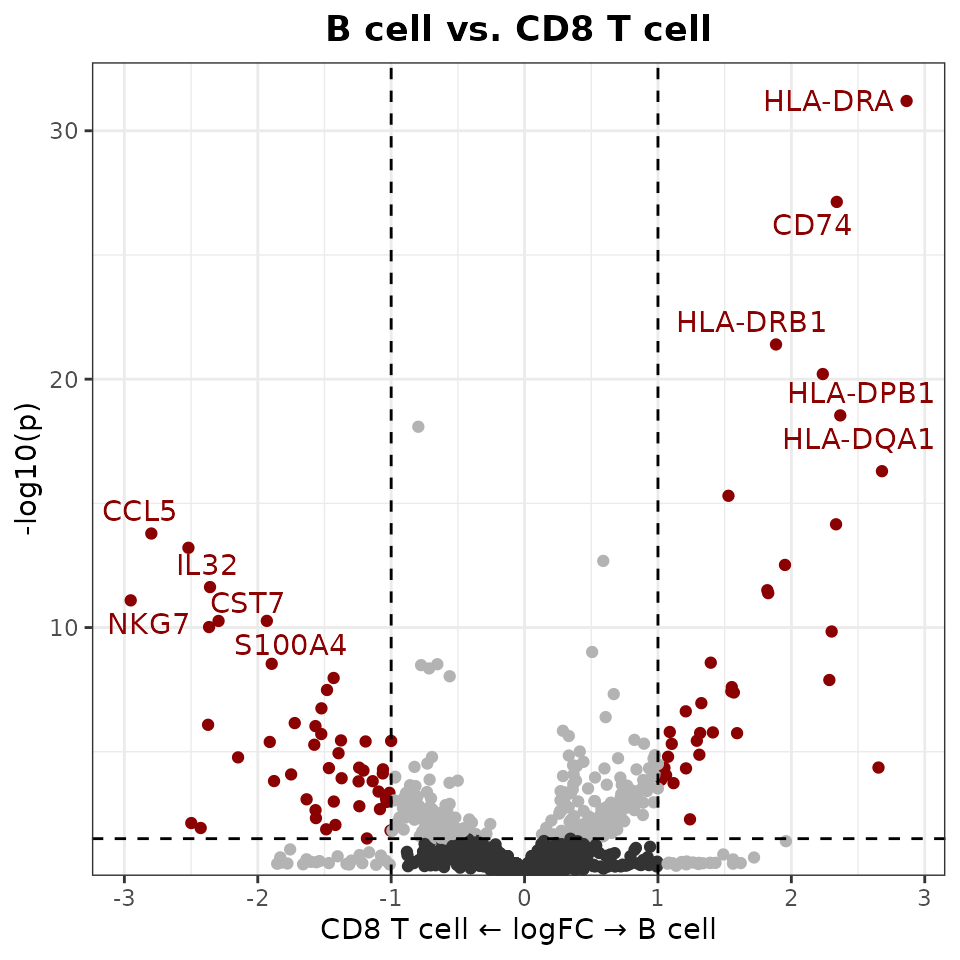 B cell vs. CD8 T cell
HLA-DRA
30
CD74
HLA-DRB1
20
HLA-DPB1
HLA-DQA1
CCL5
IL32
CST7
NKG7
10
S100A4
-log10(p)
-3 -2 -1 0 1 2 3
CD8 T cell ← logFC → B cell